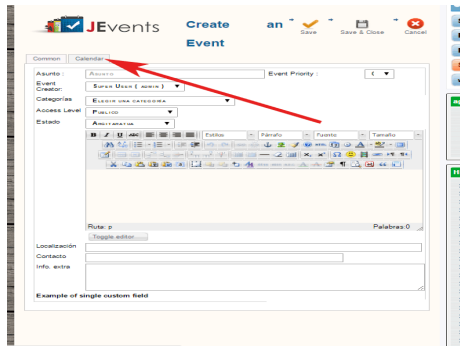 JEvents
Create an Event
Save
Save & Close
Cancel
Common
Calendar
Asunto :
Asunto
Event Priority :
Event Creator:
Super User ( admin )
Categorías
Elegir una categoría
Access Level
Público
Estado
B I U ABC
Estilos
Párrafo
Fuente
Tamaño
Ruta: p
Palabras:0
Toggle editor
Localización
Contacto
Info. extra
Example of single custom field